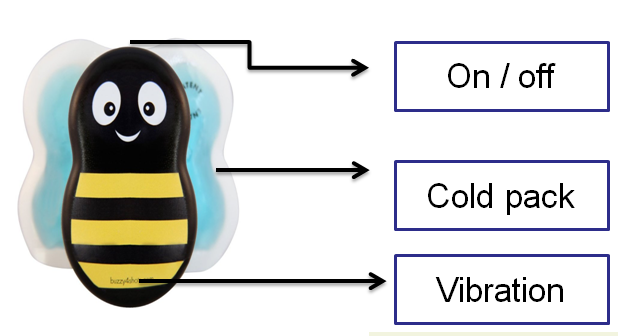 On / off
Cold pack
Vibration